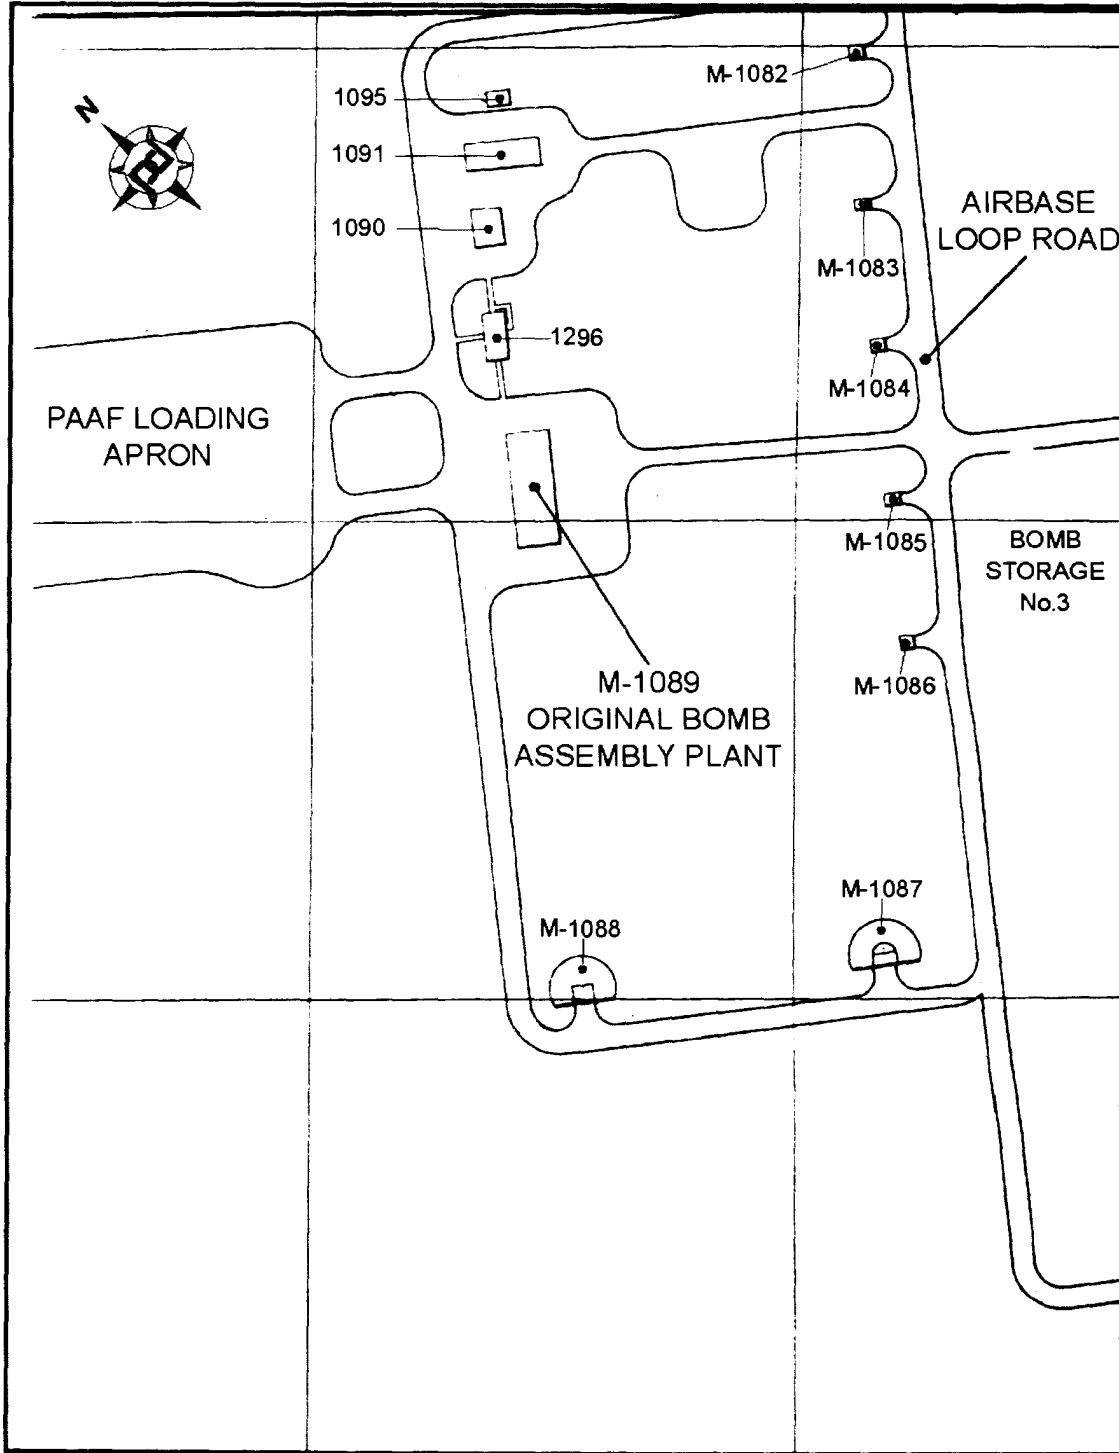 M-1082
1095
N
1091
1090
AIRBASE
LOOP ROAD
M-1083
1296
M-1084
PAAF LOADING
APRON
M-1085
BOMB
STORAGE
No.3
M-1086
M-1089
ORIGINAL BOMB
ASSEMBLY PLANT
M-1087
M-1088